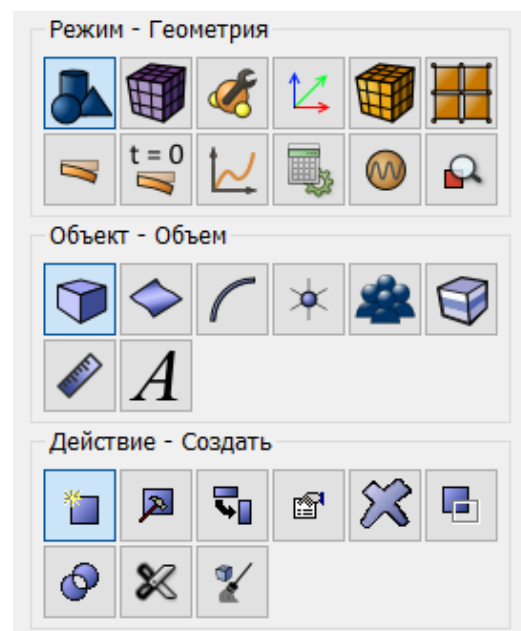 Режим - Геометрия
t = 0
Объект - Объем
A
Действие - Создать